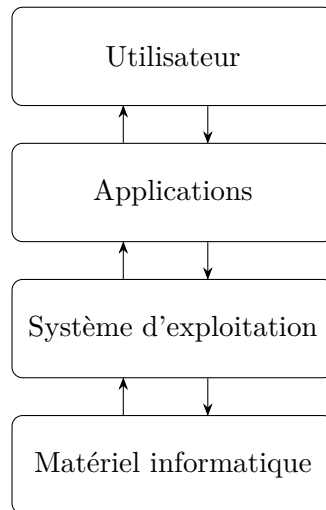 Utilisateur
Applications
Système d'exploitation
Matériel informatique